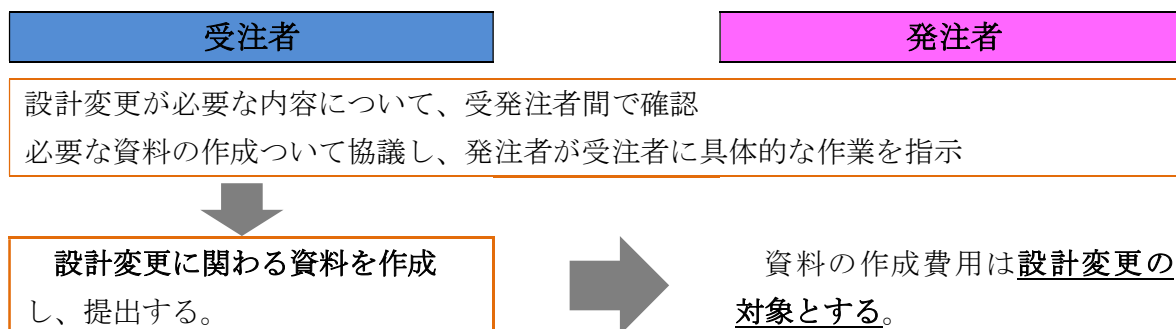 受注者
発注者
設計変更が必要な内容について、受発注者間で確認
必要な資料の作成ついて協議し、発注者が受注者に具体的な作業を指示
設計変更に関わる資料を作成
し、提出する。
資料の作成費用は設計変更の
対象とする。